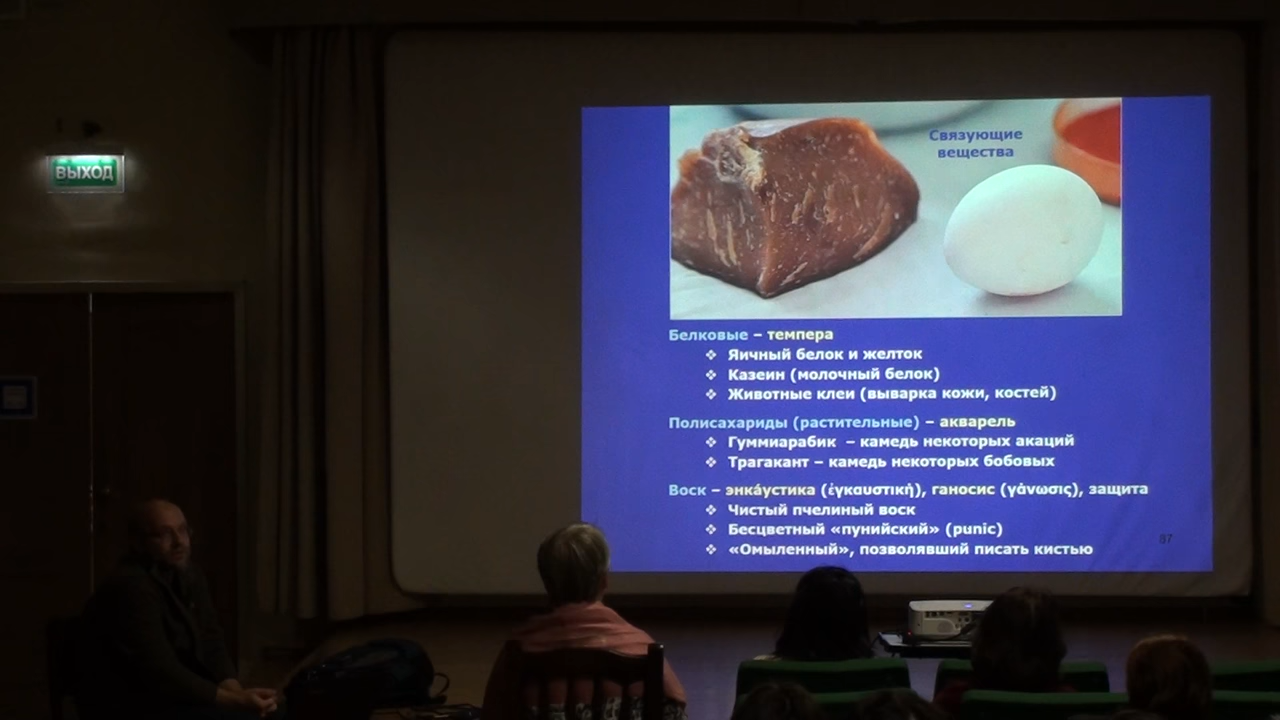 ВЫХОД
Связующие
вещества
Белковые – темпера
❖ Яичный белок и желток
❖ Казеин (молочный белок)
❖ Животные клеи (выварка кожи, костей)
Полисахариды (растительные) – акварель
❖ Гуммиарабик – камедь некоторых акаций
❖ Трагакант – камедь некоторых бобовых
Воск – энка́устика (ἐγκαυστική), ганосис (γάνωσις), защита
❖ Чистый пчелиный воск
❖ Бесцветный «пунийский» (punic)
❖ «Омыленный», позволявший писать кистью
87